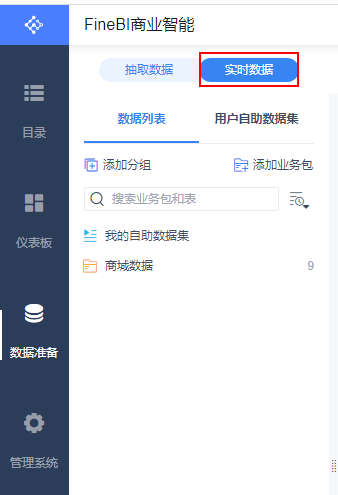 FineBI商业智能
抽取数据 实时数据
目录
数据列表 用户自助数据集
添加分组 添加业务包
搜索业务包和表
仪表板
我的自助数据集
商城数据 9
数据准备
管理系统